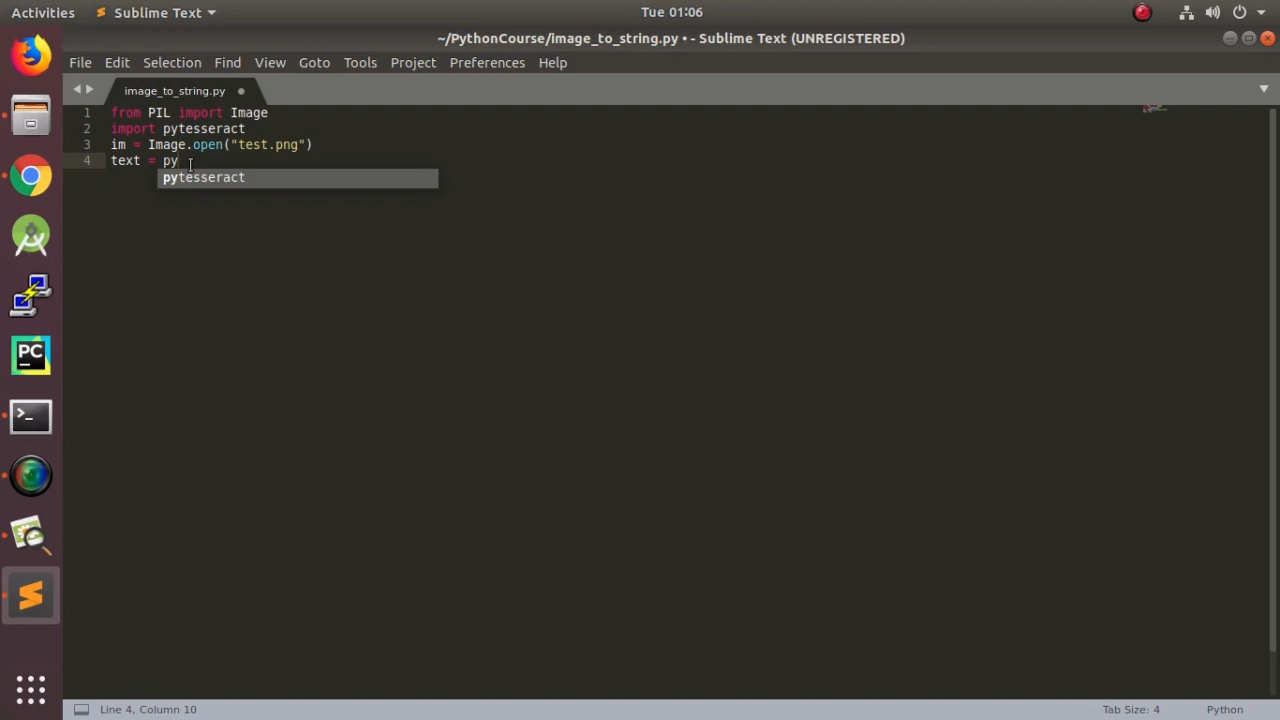 Activities Sublime Text Tue 01:06
~/PythonCourse/image_to_string.py • - Sublime Text (UNREGISTERED)
File Edit Selection Find View Goto Tools Project Preferences Help
image_to_string.py
1 from PIL import Image
2 import pytesseract
3 im = Image.open("test.png")
4 text = py
pytesseract
PC
Line 4, Column 10 Tab Size: 4 Python